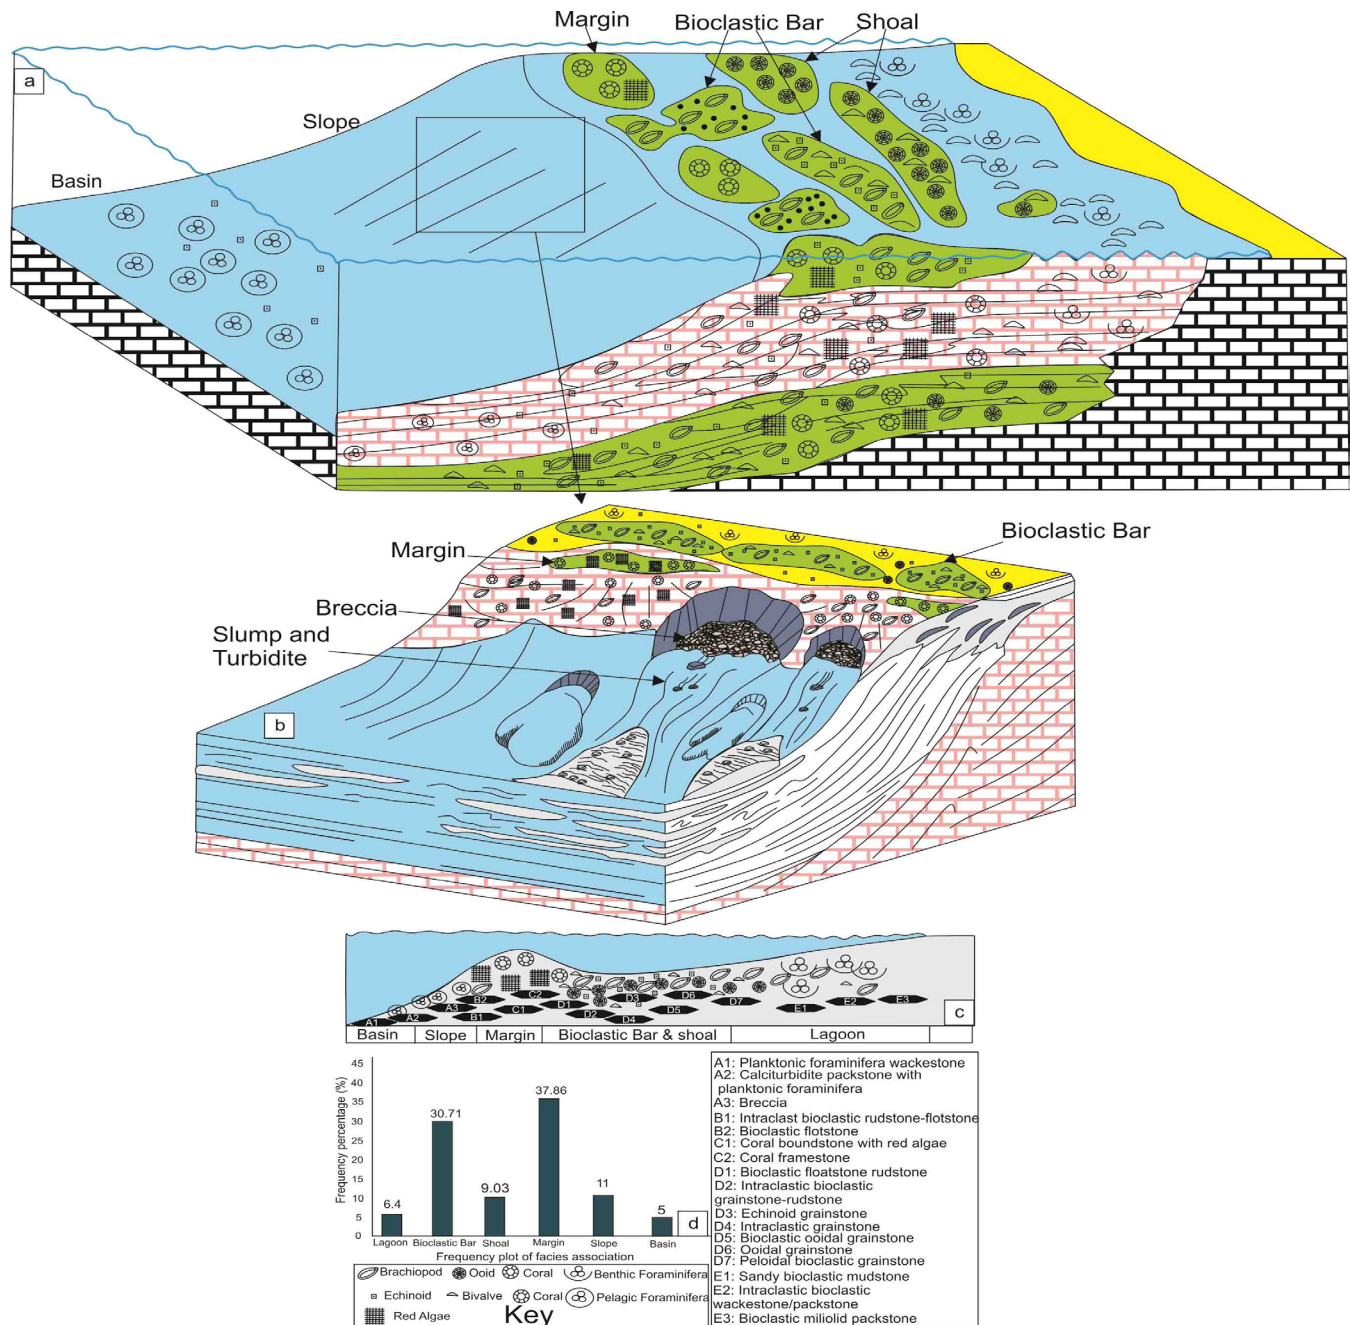 Margin
Bioclastic Bar
Shoal
a
Slope
Basin
Margin
Bioclastic Bar
Breccia
Slump and
Turbidite
b
c
A1
A2
A3
B2
B1
C2
C1
D1
D2
D3
D4
D6
D5
D7
E1
E2
E3
Basin
Slope
Margin
Bioclastic Bar & shoal
Lagoon
Frequency percentage (%)
45
40
35
30
25
20
15
10
5
0
6.4
30.71
9.03
37.86
11
5
d
Lagoon
Bioclastic Bar
Shoal
Margin
Slope
Basin
Frequency plot of facies association
Brachiopod
Ooid
Coral
Benthic Foraminifera
Echinoid
Bivalve
Coral
Pelagic Foraminifera
Red Algae
Key
A1: Planktonic foraminifera wackestone
A2: Calciturbidite packstone with
planktonic foraminifera
A3: Breccia
B1: Intraclast bioclastic rudstone-flotstone
B2: Bioclastic flotstone
C1: Coral boundstone with red algae
C2: Coral framestone
D1: Bioclastic floatstone rudstone
D2: Intraclastic bioclastic
grainstone-rudstone
D3: Echinoid grainstone
D4: Intraclastic grainstone
D5: Bioclastic ooidal grainstone
D6: Ooidal grainstone
D7: Peloidal bioclastic grainstone
E1: Sandy bioclastic mudstone
E2: Intraclastic bioclastic
wackestone/packstone
E3: Bioclastic miliolid packstone